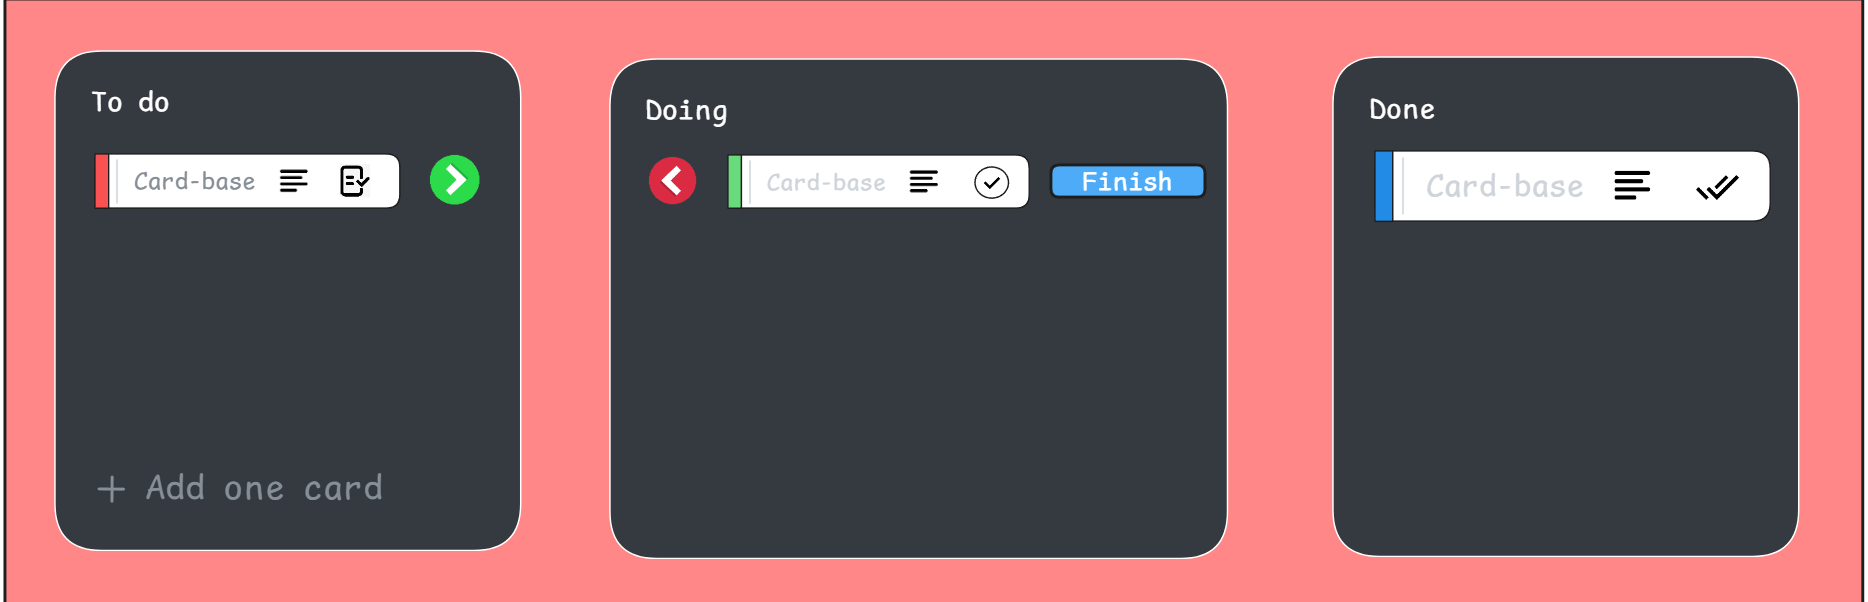 To do
Card-base
+ Add one card
Doing
Card-base
Finish
Done
Card-base